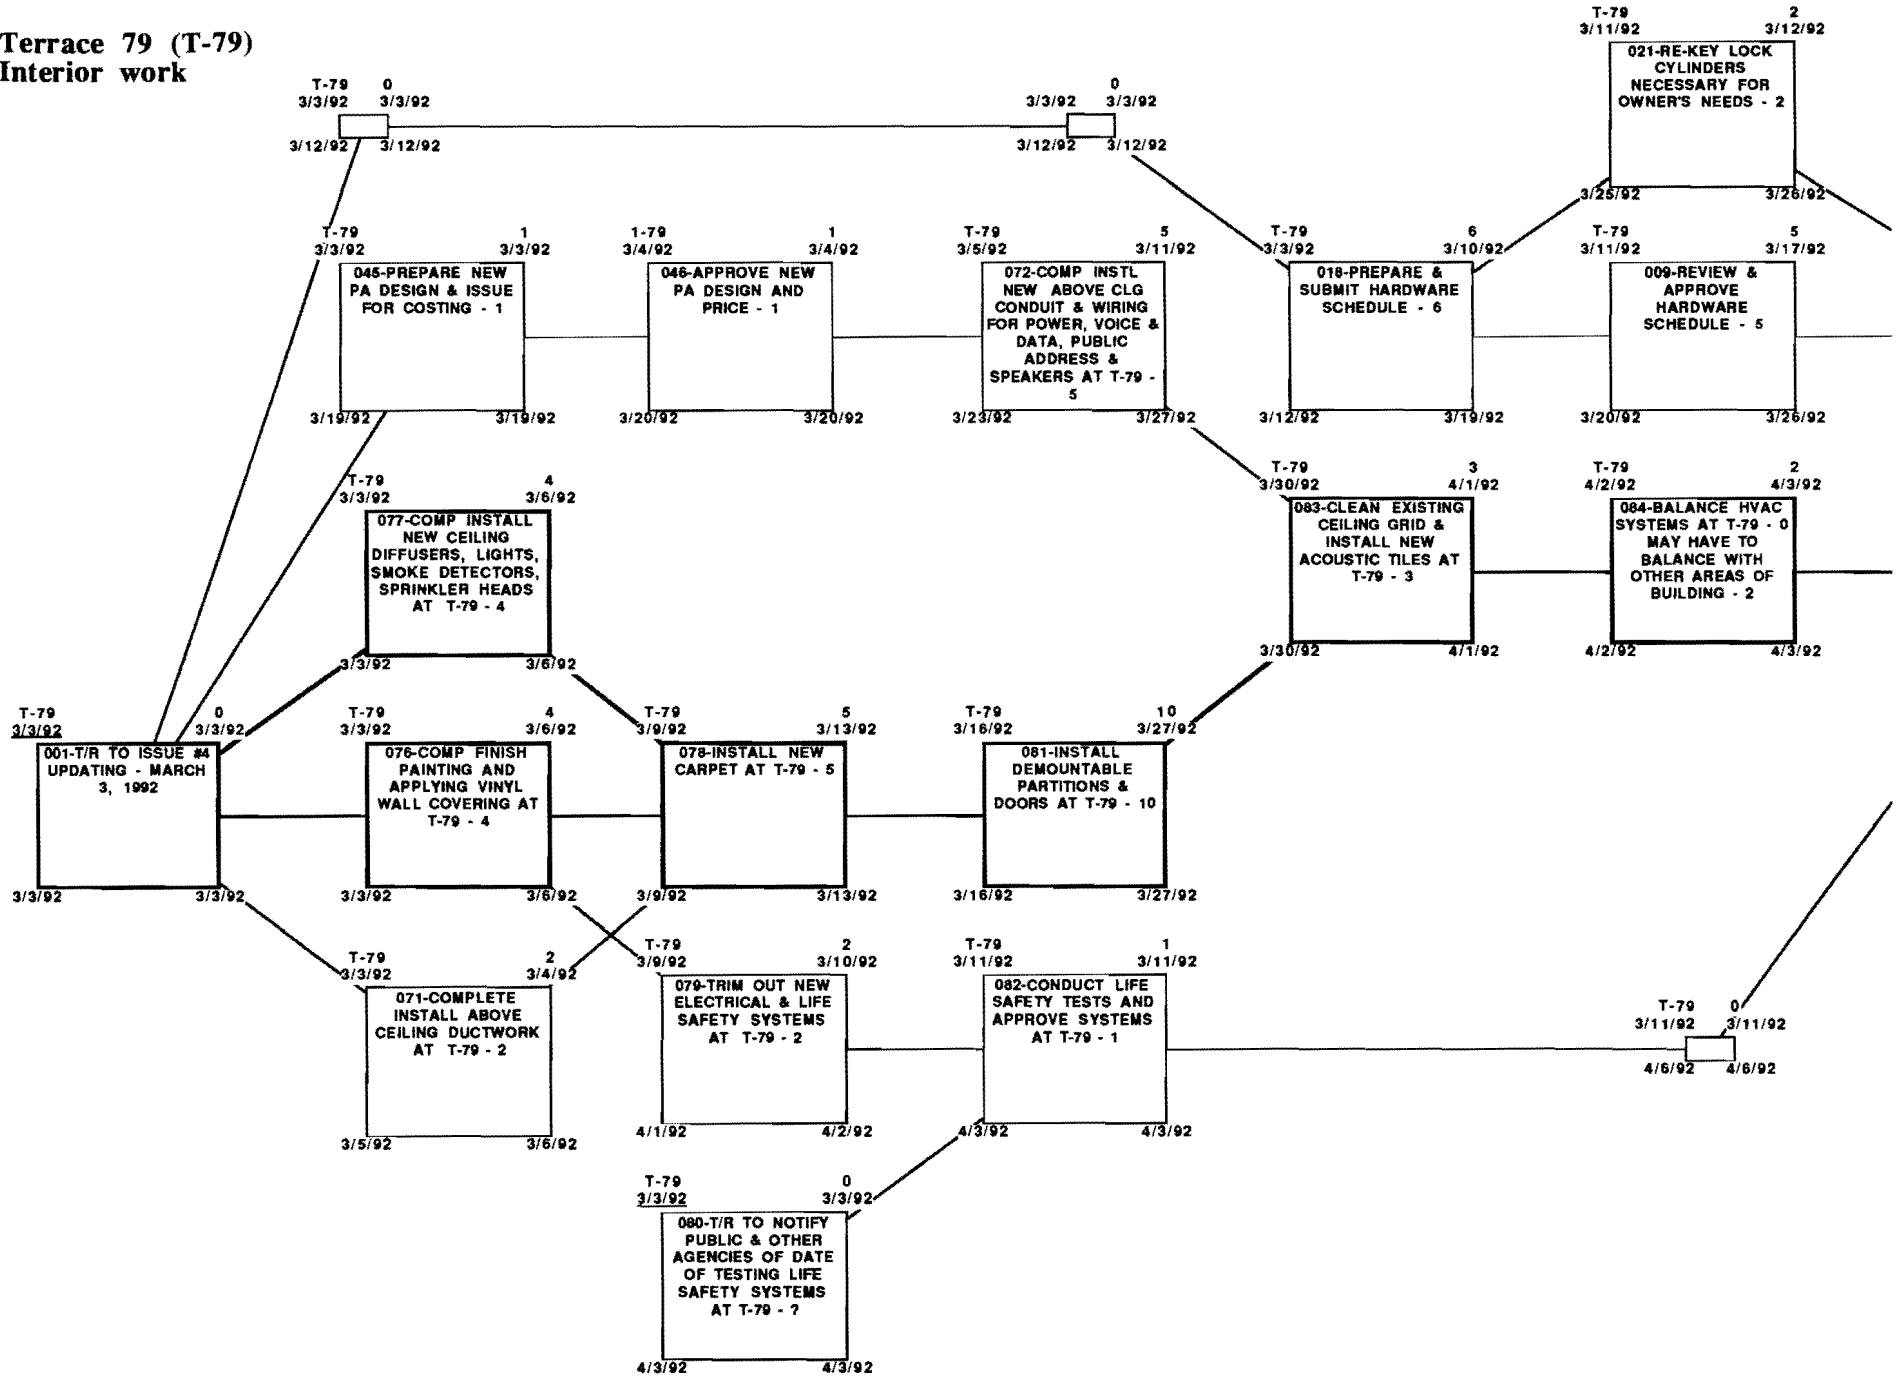 Terrace 79 (T-79)
Interior work
T-79 0
3/3/92 3/3/92
3/12/92 3/12/92
0
3/3/92 3/3/92
3/12/92 3/12/92
T-79 2
3/11/92 3/12/92
021-RE-KEY LOCK
CYLINDERS
NECESSARY FOR
OWNER'S NEEDS - 2
3/25/92 3/26/92
T-79 1
3/3/92 3/3/92
045-PREPARE NEW
PA DESIGN & ISSUE
FOR COSTING - 1
3/19/92 3/19/92
1-79 1
3/4/92 3/4/92
046-APPROVE NEW
PA DESIGN AND
PRICE - 1
3/20/92 3/20/92
T-79 5
3/5/92 3/11/92
072-COMP INSTL
NEW ABOVE CLG
CONDUIT & WIRING
FOR POWER, VOICE &
DATA, PUBLIC
ADDRESS &
SPEAKERS AT T-79 -
5
3/23/92 3/27/92
T-79 6
3/3/92 3/10/92
018-PREPARE &
SUBMIT HARDWARE
SCHEDULE - 6
3/12/92 3/19/92
T-79 5
3/11/92 3/17/92
009-REVIEW &
APPROVE
HARDWARE
SCHEDULE - 5
3/20/92 3/26/92
T-79 4
3/3/92 3/6/92
077-COMP INSTALL
NEW CEILING
DIFFUSERS, LIGHTS,
SMOKE DETECTORS,
SPRINKLER HEADS
AT T-79 - 4
3/3/92 3/6/92
T-79 3
3/30/92 4/1/92
083-CLEAN EXISTING
CEILING GRID &
INSTALL NEW
ACOUSTIC TILES AT
T-79 - 3
3/30/92 4/1/92
T-79 2
4/2/92 4/3/92
084-BALANCE HVAC
SYSTEMS AT T-79 - 0
MAY HAVE TO
BALANCE WITH
OTHER AREAS OF
BUILDING - 2
4/2/92 4/3/92
T-79 0
3/3/92 3/3/92
001-T/R TO ISSUE #4
UPDATING - MARCH
3, 1992
3/3/92 3/3/92
T-79 4
3/3/92 3/6/92
076-COMP FINISH
PAINTING AND
APPLYING VINYL
WALL COVERING AT
T-79 - 4
3/3/92 3/6/92
T-79 5
3/9/92 3/13/92
078-INSTALL NEW
CARPET AT T-79 - 5
3/9/92 3/13/92
T-79 10
3/16/92 3/27/92
081-INSTALL
DEMOUNTABLE
PARTITIONS &
DOORS AT T-79 - 10
3/16/92 3/27/92
T-79 2
3/3/92 3/4/92
071-COMPLETE
INSTALL ABOVE
CEILING DUCTWORK
AT T-79 - 2
3/5/92 3/6/92
T-79 2
3/9/92 3/10/92
079-TRIM OUT NEW
ELECTRICAL & LIFE
SAFETY SYSTEMS
AT T-79 - 2
4/1/92 4/2/92
T-79 1
3/11/92 3/11/92
082-CONDUCT LIFE
SAFETY TESTS AND
APPROVE SYSTEMS
AT T-79 - 1
4/3/92 4/3/92
T-79 0
3/11/92 3/11/92
4/6/92 4/6/92
T-79 0
3/3/92 3/3/92
080-T/R TO NOTIFY
PUBLIC & OTHER
AGENCIES OF DATE
OF TESTING LIFE
SAFETY SYSTEMS
AT T-79 - ?
4/3/92 4/3/92